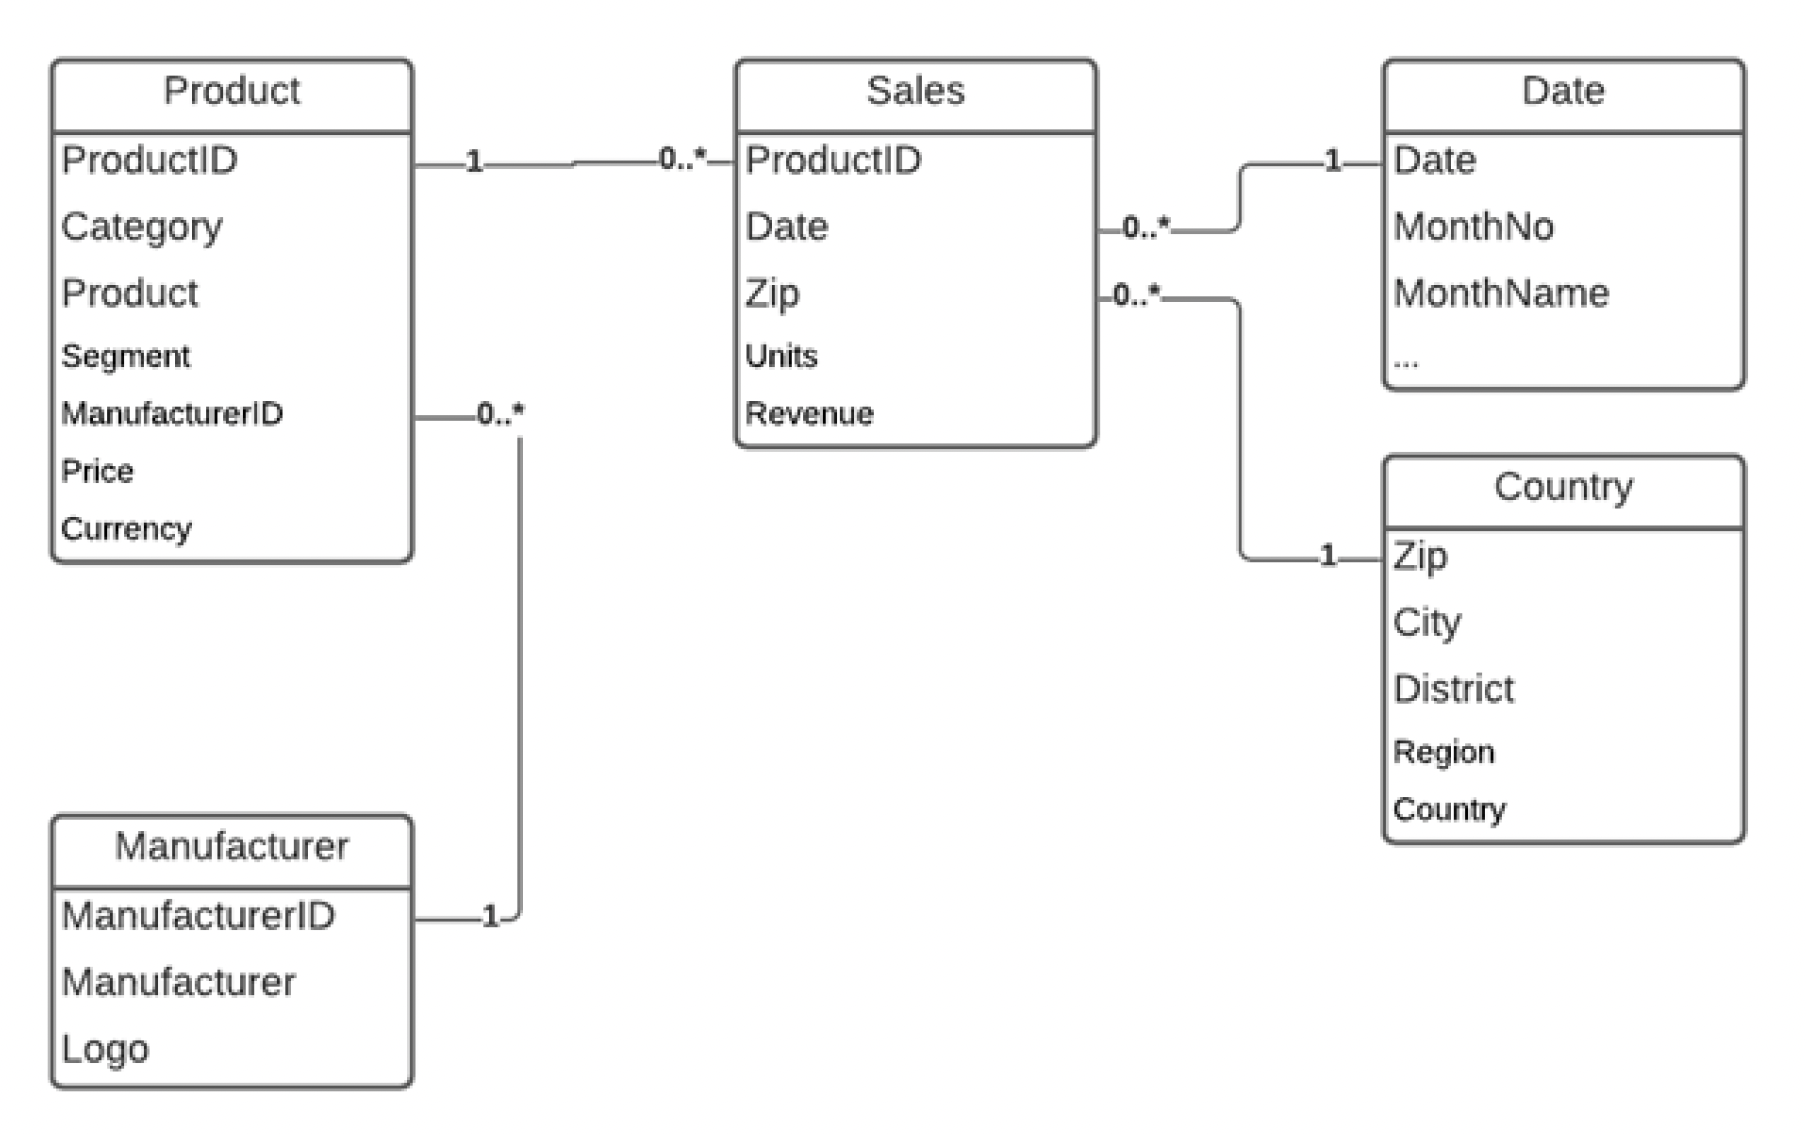 Product
ProductID
Category
Product
Segment
ManufacturerID
Price
Currency
1
0..*
Sales
ProductID
Date
Zip
Units
Revenue
0..*
1
Date
Date
MonthNo
MonthName
...
0..*
1
Country
Zip
City
District
Region
Country
0..*
1
Manufacturer
ManufacturerID
Manufacturer
Logo